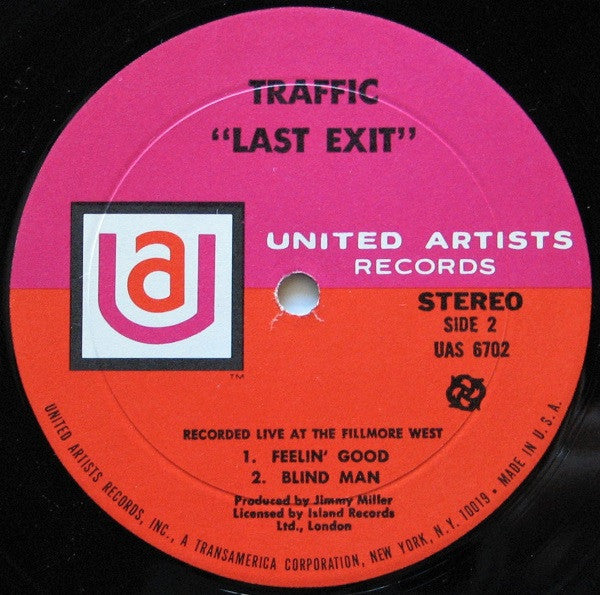 TRAFFIC
"LAST EXIT"
ua
UNITED ARTISTS
RECORDS
TM
STEREO
SIDE 2
UAS 6702
RECORDED LIVE AT THE FILLMORE WEST
1. FEELIN' GOOD
2. BLIND MAN
Produced by Jimmy Miller
Licensed by Island Records
Ltd., London
UNITED ARTISTS RECORDS, INC., A TRANSAMERICA CORPORATION, NEW YORK, N.Y. 10019 • MADE IN U.S.A.